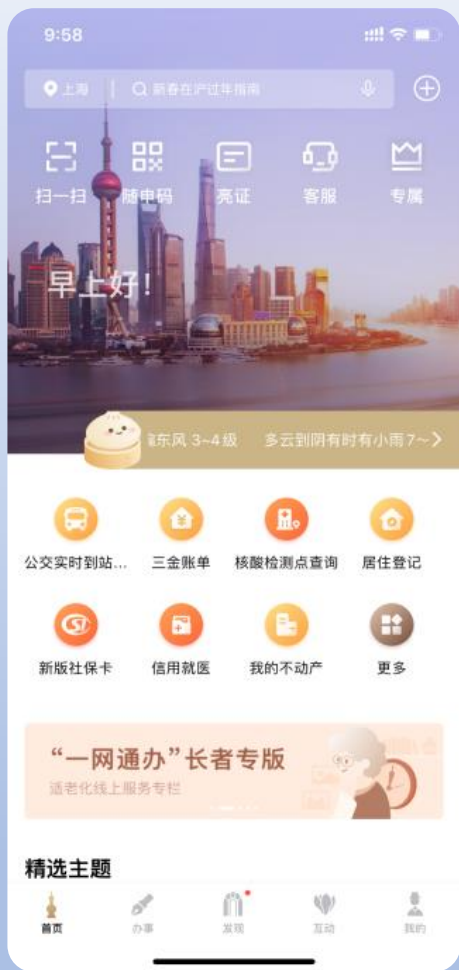 9:58
上海
新春在沪过年指南
扫一扫
随申码
亮证
客服
专属
早上好!
东风 3~4级 多云到阴有时有小雨 7~
公交实时到站...
三金账单
核酸检测点查询
居住登记
新版社保卡
信用就医
我的不动产
更多
“一网通办”长者专版
适老化线上服务专栏
精选主题
首页
办事
发现
互动
我的